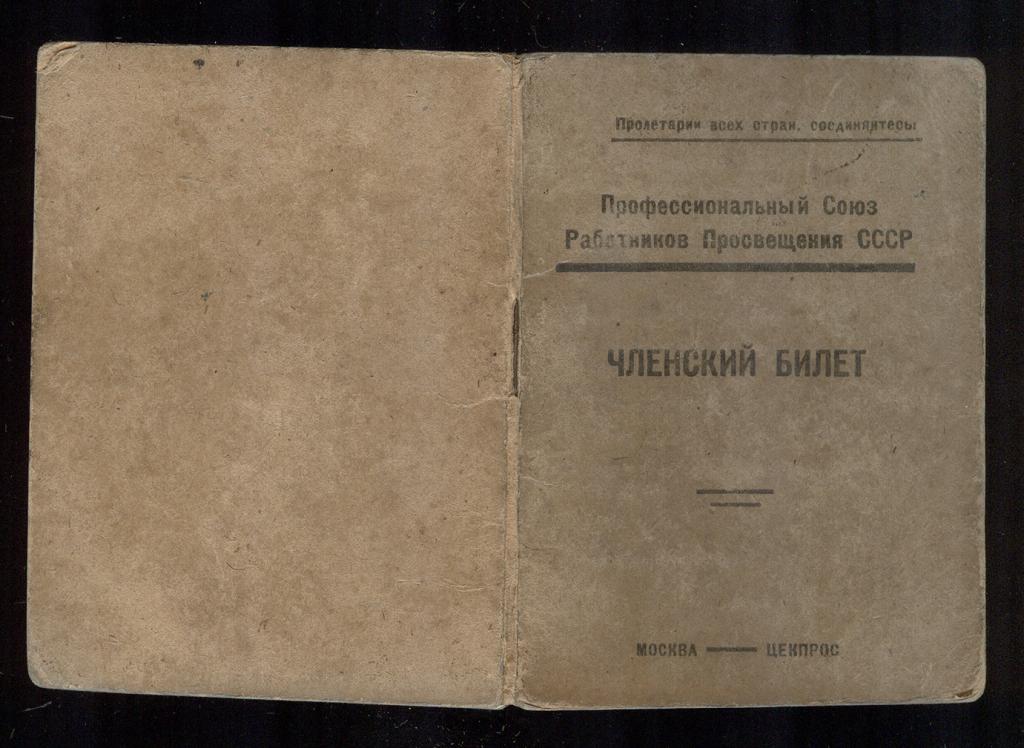 Пролетарии всех стран, соединяйтесь
Профессиональный Союз
Работников Просвещения СССР
ЧЛЕНСКИЙ БИЛЕТ
МОСКВА — ЦЕКПРОС